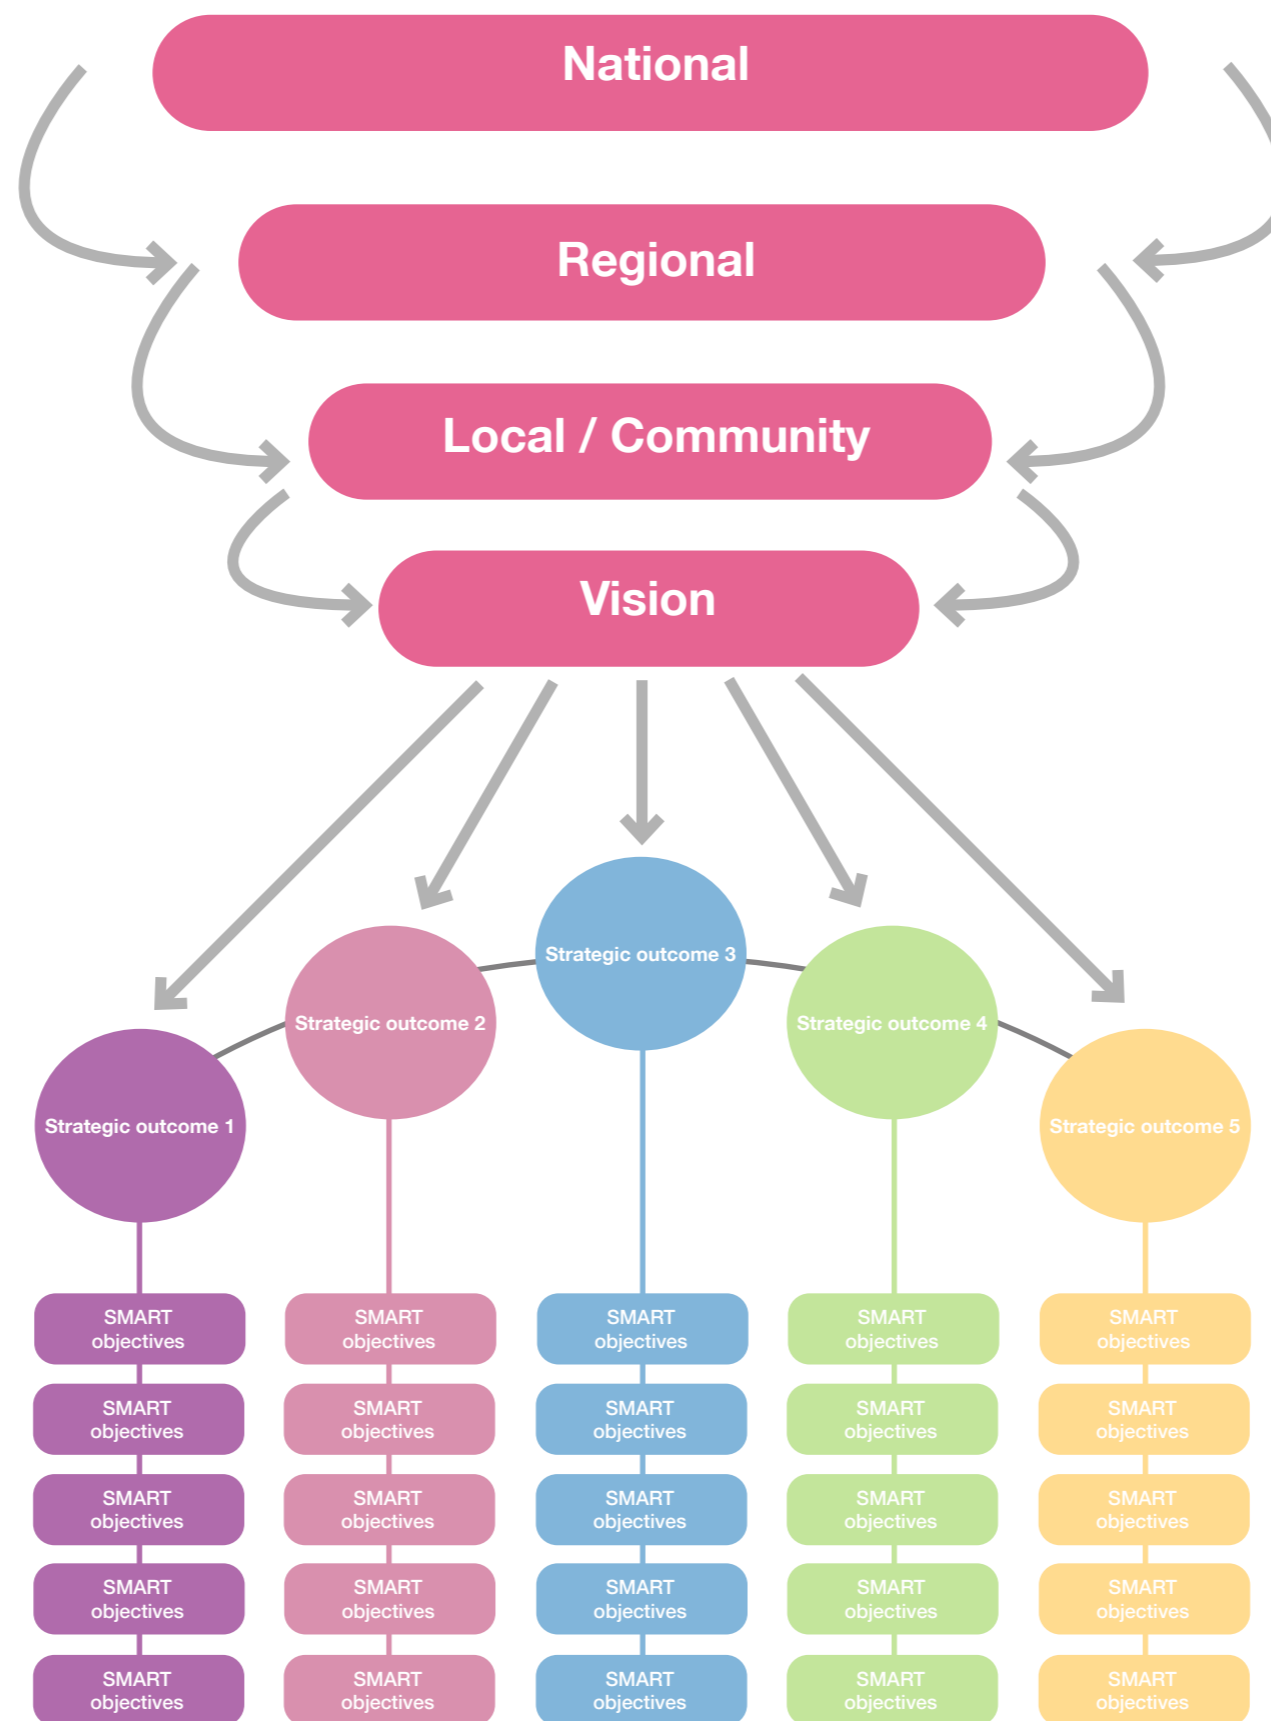 National
Regional
Local / Community
Vision
Strategic outcome 3
Strategic outcome 2
Strategic outcome 4
Strategic outcome 1
Strategic outcome 5
SMART
objectives
SMART
objectives
SMART
objectives
SMART
objectives
SMART
objectives
SMART
objectives
SMART
objectives
SMART
objectives
SMART
objectives
SMART
objectives
SMART
objectives
SMART
objectives
SMART
objectives
SMART
objectives
SMART
objectives
SMART
objectives
SMART
objectives
SMART
objectives
SMART
objectives
SMART
objectives
SMART
objectives
SMART
objectives
SMART
objectives
SMART
objectives
SMART
objectives